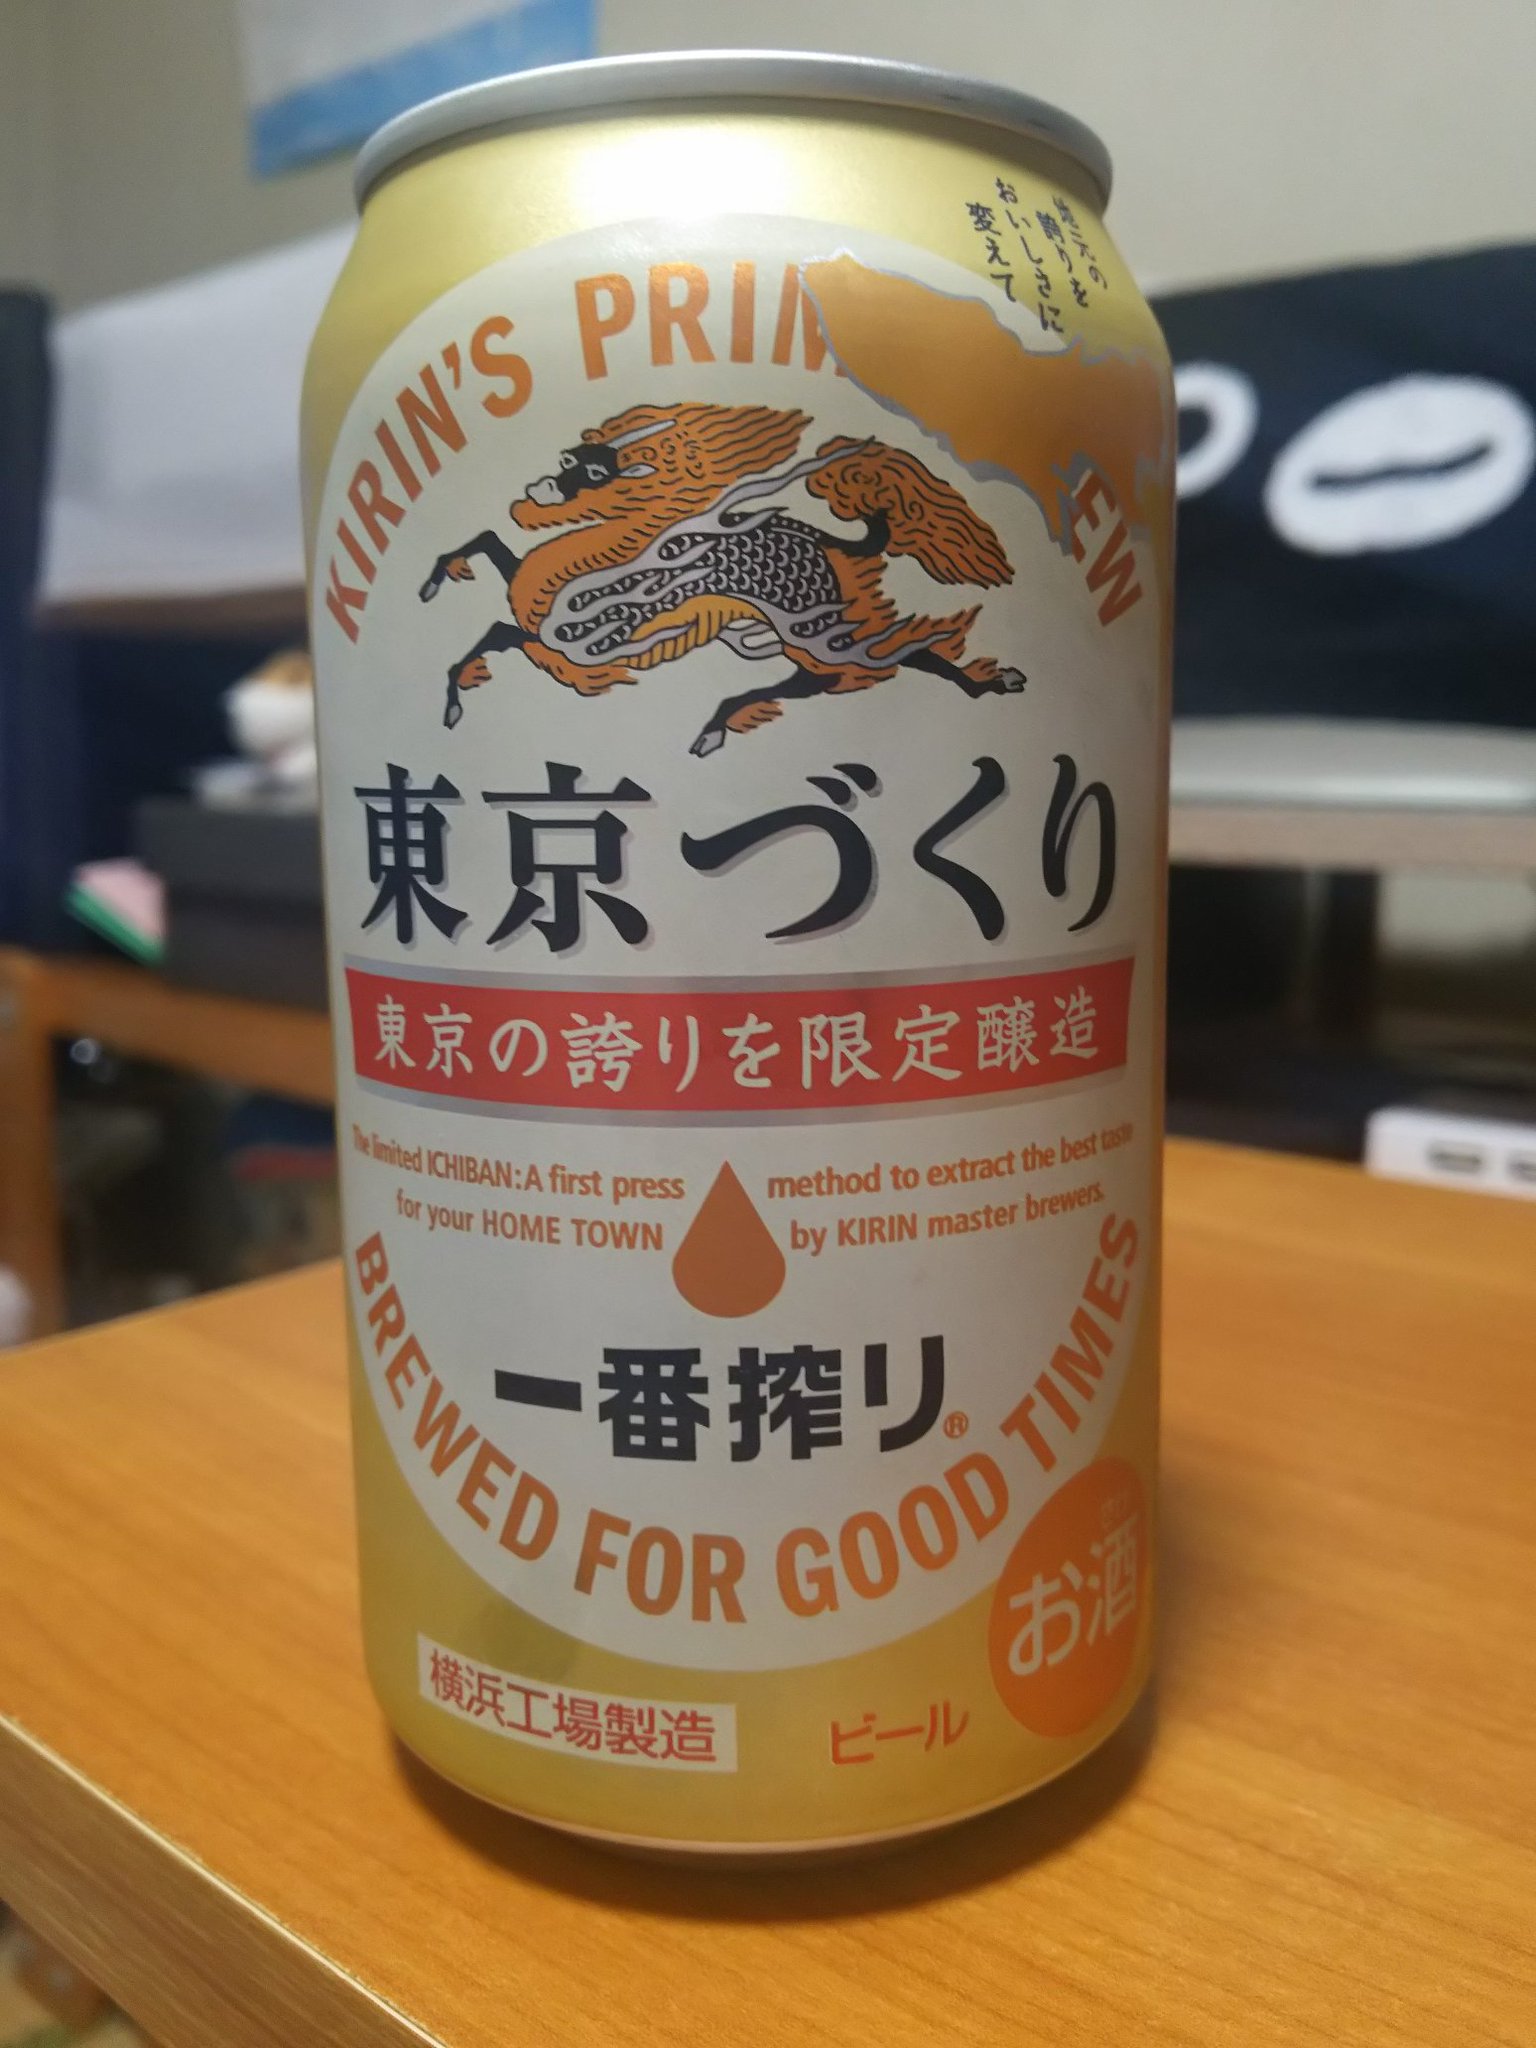 地元の
誇りを
おいしさに
変えて
KIRIN'S PRIM
EW
東京づくり
東京の誇りを限定醸造
The limited ICHIBAN: A first press method to extract the best taste
for your HOME TOWN by KIRIN master brewers.
一番搾り®
BREWED FOR GOOD TIMES
お酒
横浜工場製造
ビール